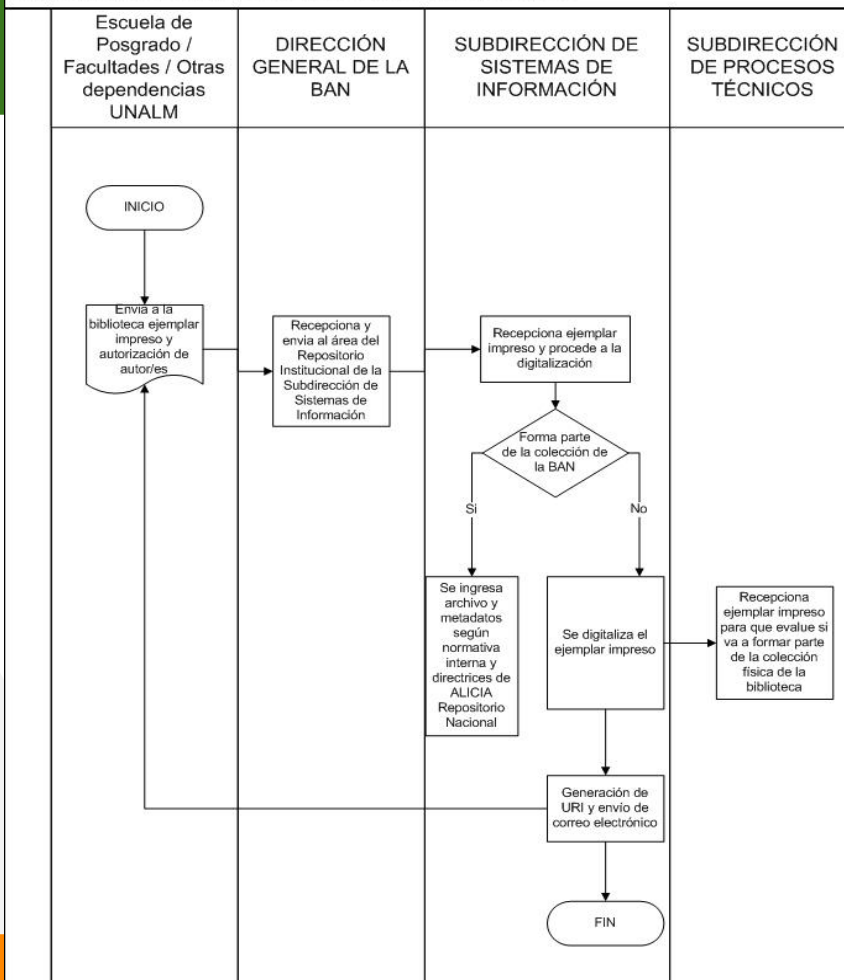 Escuela de
Posgrado /
Facultades / Otras
dependencias
UNALM
DIRECCIÓN
GENERAL DE LA
BAN
SUBDIRECCIÓN DE
SISTEMAS DE
INFORMACIÓN
SUBDIRECCIÓN
DE PROCESOS
TÉCNICOS
INICIO
Envia a la
biblioteca ejemplar
impreso y
autorización de
autor/es
Recepciona y
envia al área del
Repositorio
Institucional de la
Subdirección de
Sistemas de
Información
Recepciona ejemplar
impreso y procede a la
digitalización
Forma parte
de la colección de
la BAN
Si
No
Se ingresa
archivo y
metadatos
según
normativa
interna y
directrices de
ALICIA
Repositorio
Nacional
Se digitaliza el
ejemplar impreso
Recepciona
ejemplar impreso
para que evalue si
va a formar parte
de la colección
física de la
biblioteca
Generación de
URI y envío de
correo electrónico
FIN